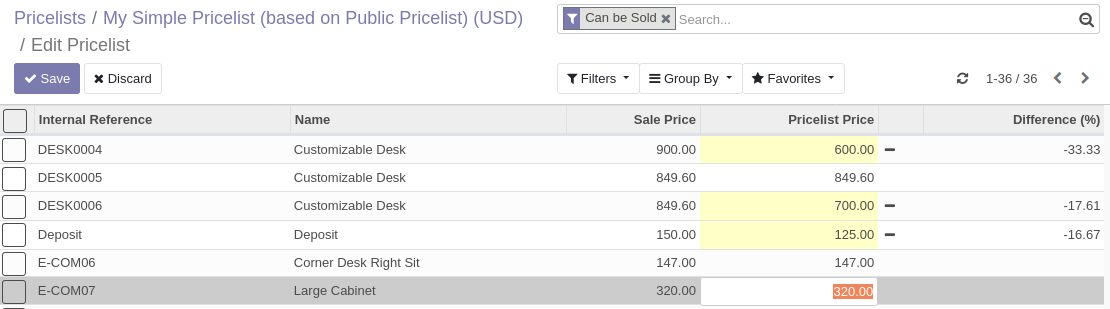 Pricelists / My Simple Pricelist (based on Public Pricelist) (USD)
/ Edit Pricelist
Can be Sold ✖ Search...
Save Discard Filters Group By Favorites 1-36 / 36
Internal Reference Name Sale Price Pricelist Price Difference (%)
DESK0004 Customizable Desk 900.00 600.00 -33.33
DESK0005 Customizable Desk 849.60 849.60
DESK0006 Customizable Desk 849.60 700.00 -17.61
Deposit Deposit 150.00 125.00 -16.67
E-COM06 Corner Desk Right Sit 147.00 147.00
E-COM07 Large Cabinet 320.00 320.00